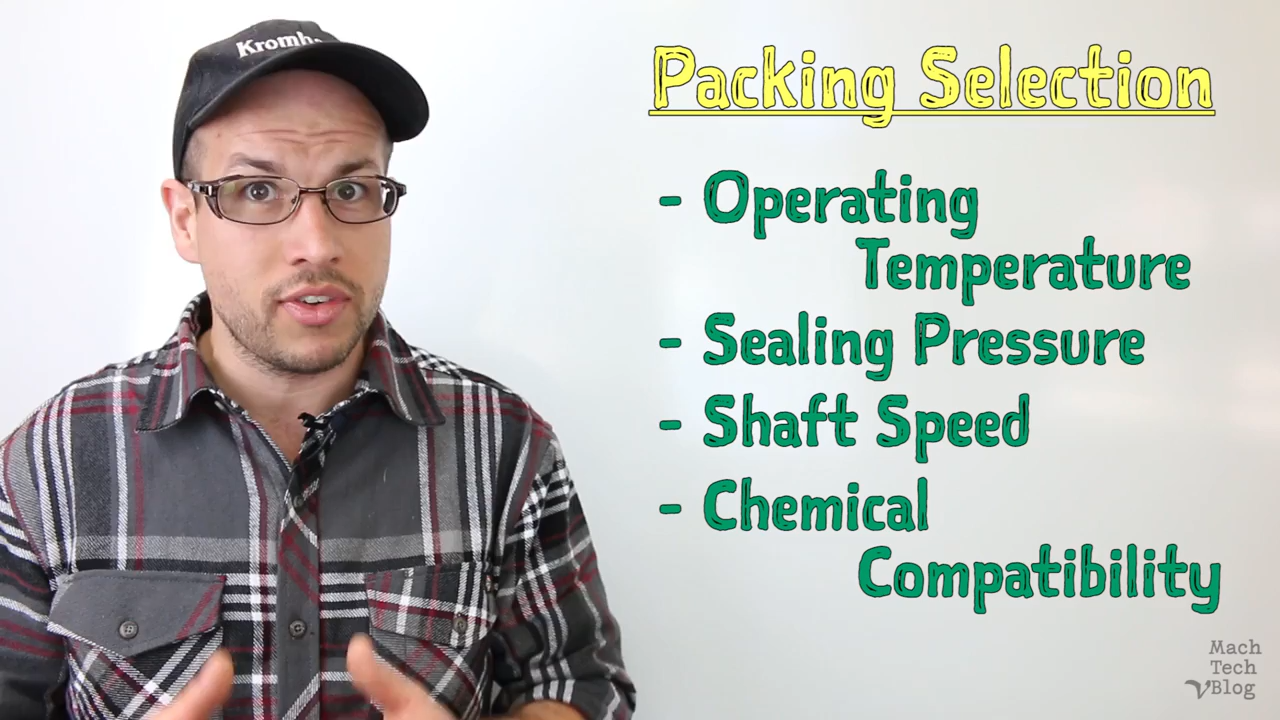 Packing Selection
- Operating
Temperature
- Sealing Pressure
- Shaft Speed
- Chemical
Compatibility
Mach
Tech
Blog